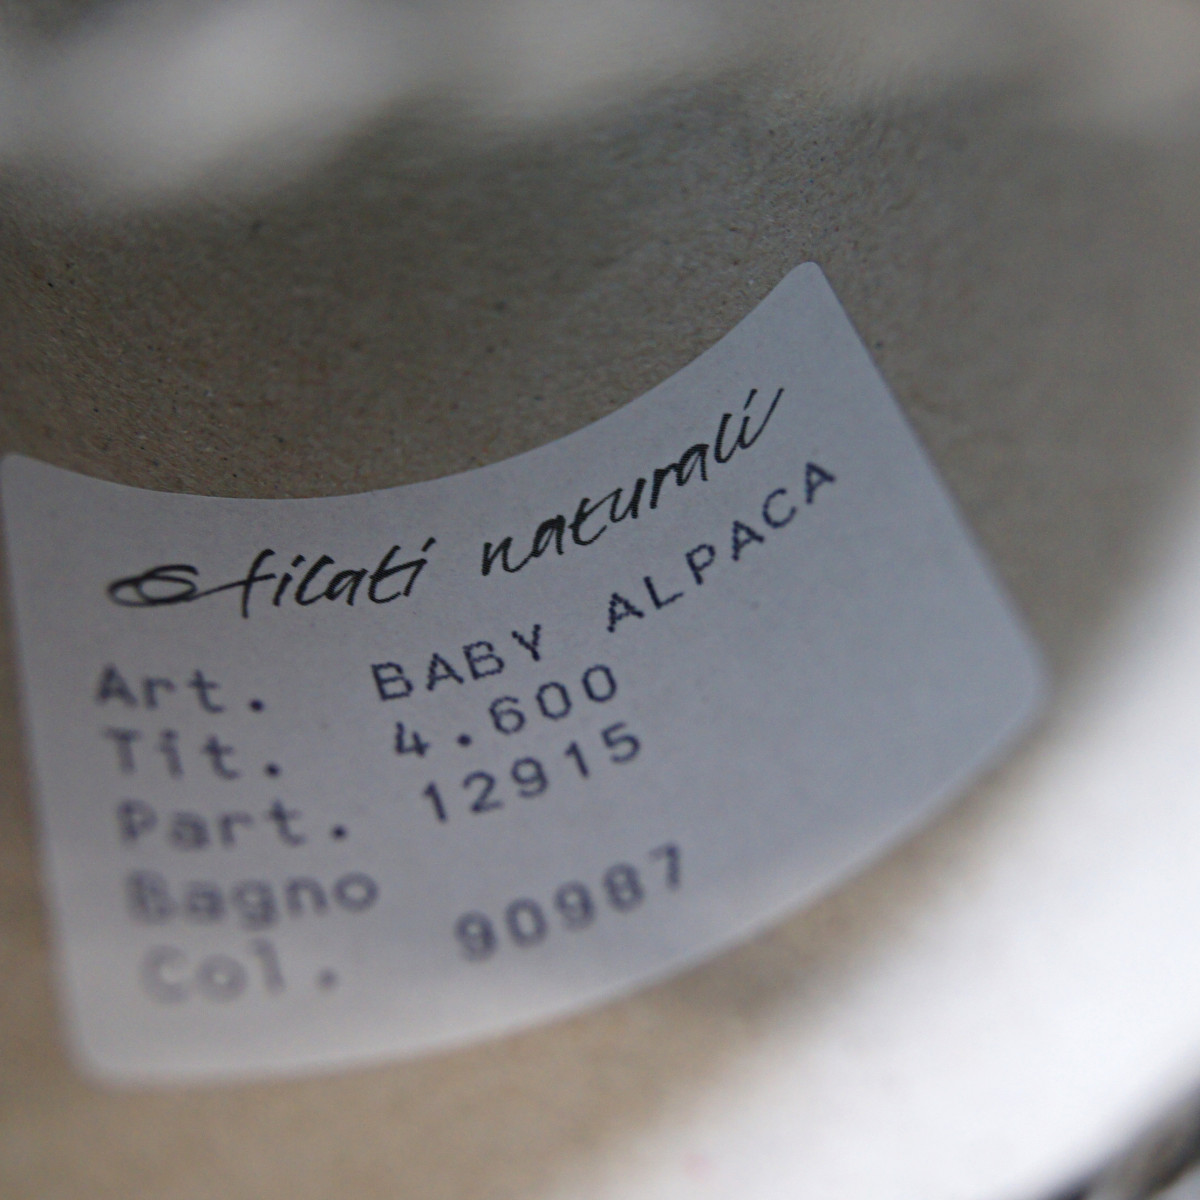 filati naturali
Art. BABY ALPACA
Tit. 4.600
Part. 12915
Bagno
Col. 90987